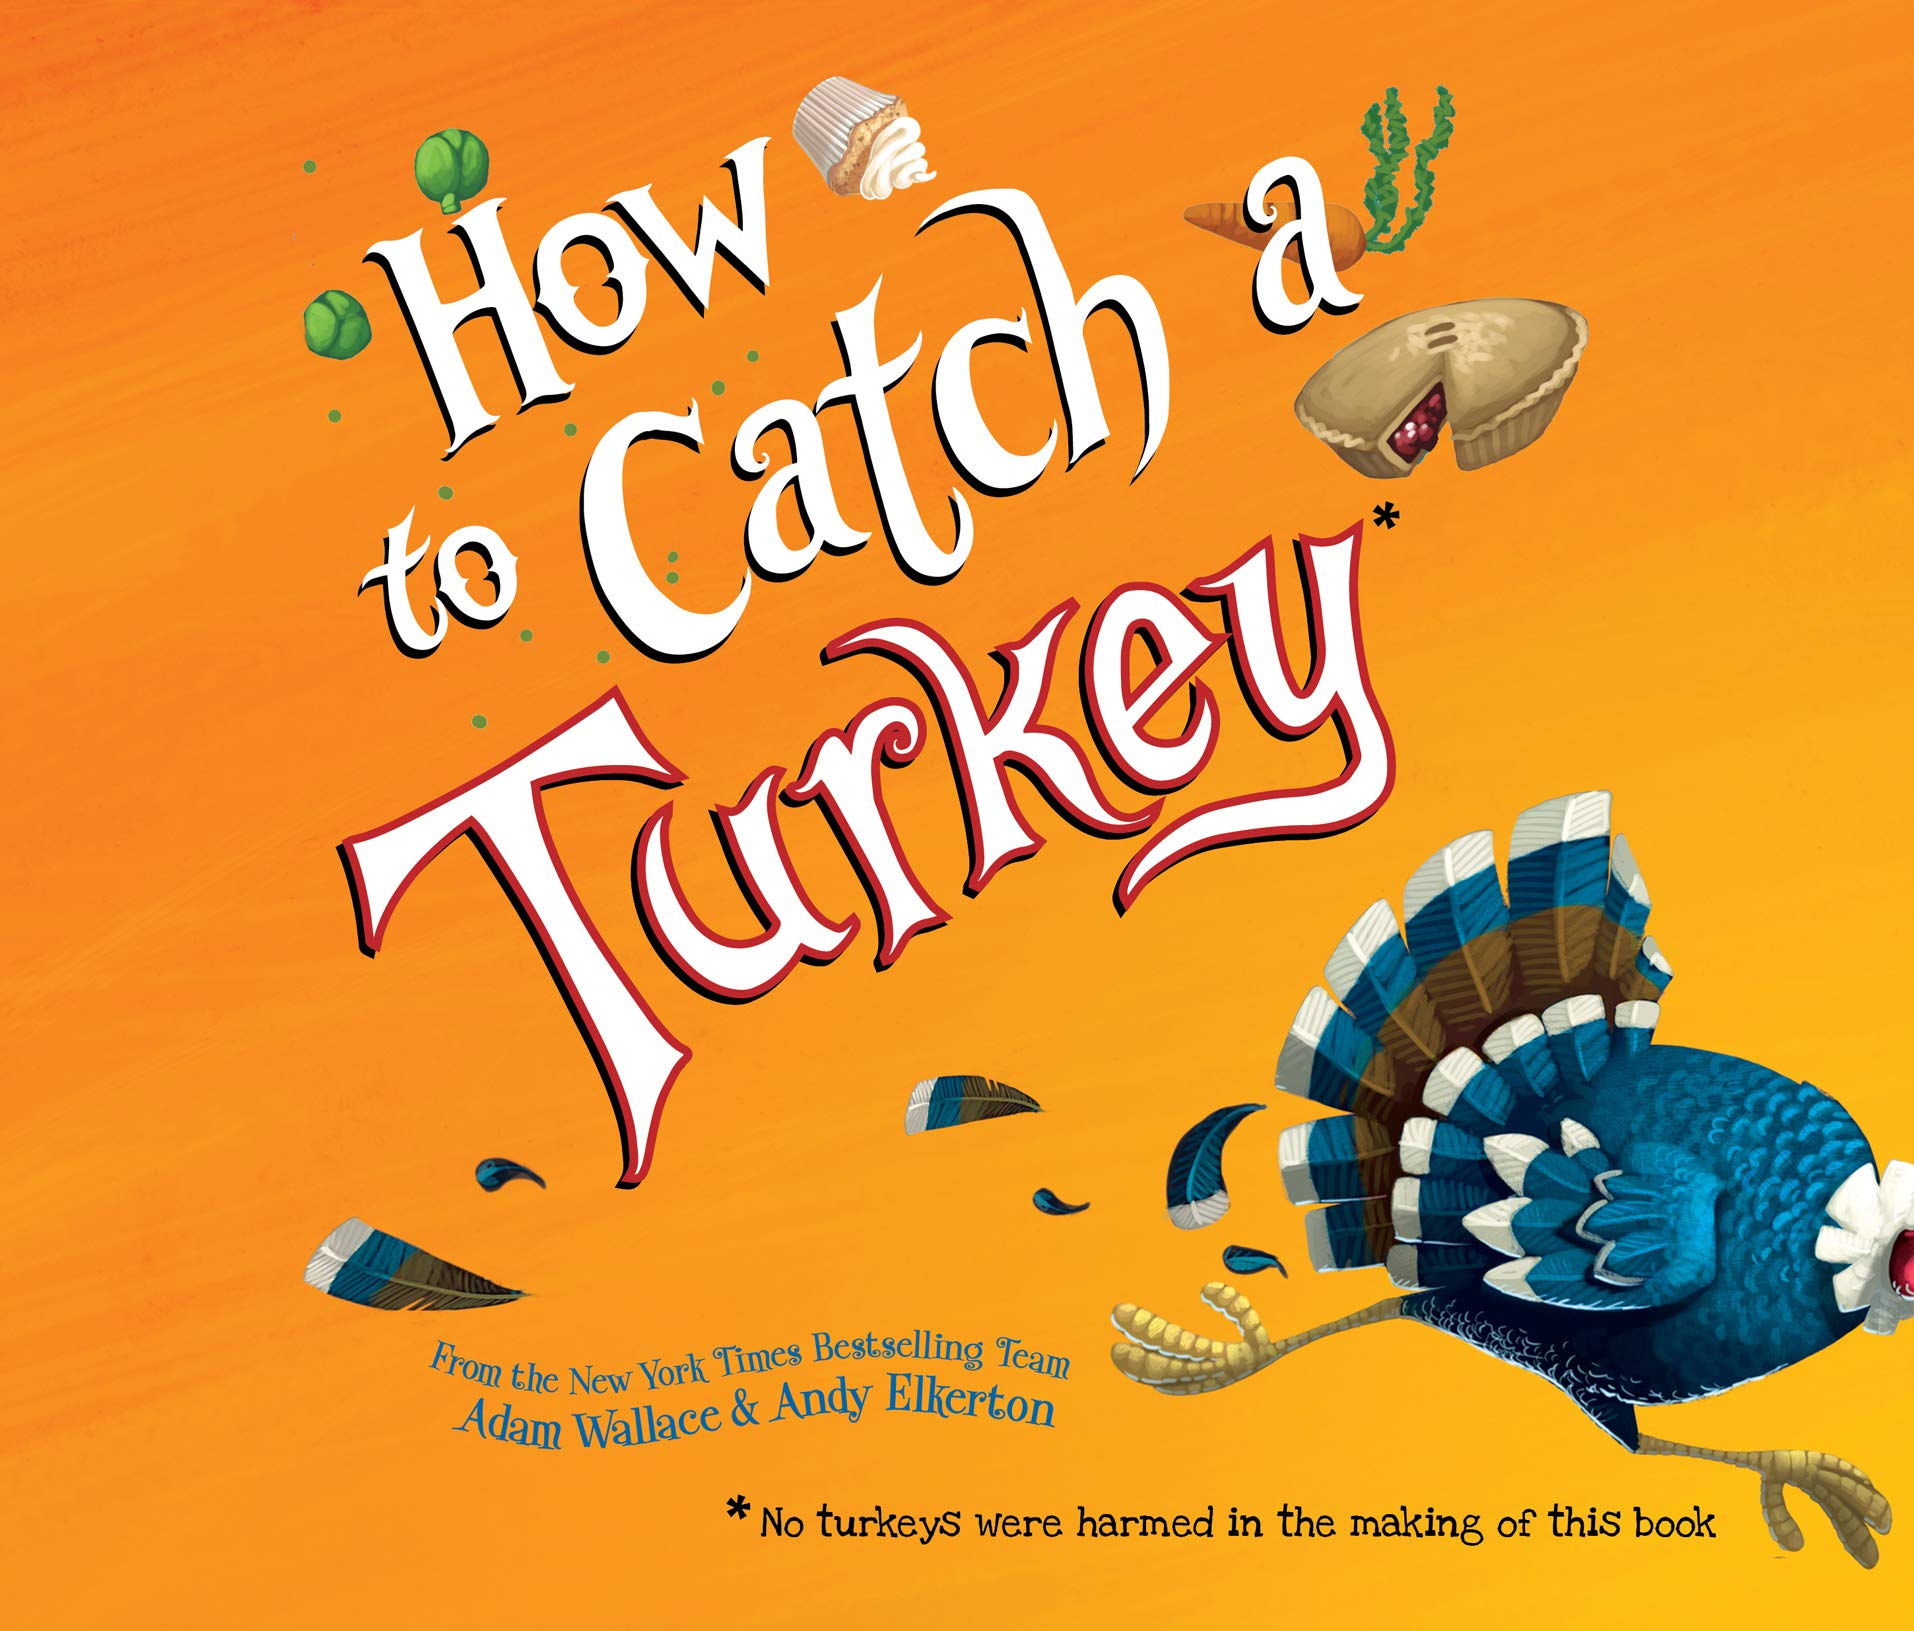 How
to Catch a
Turkey*
From the New York Times Bestselling Team
Adam Wallace & Andy Elkerton
* No turkeys were harmed in the making of this book